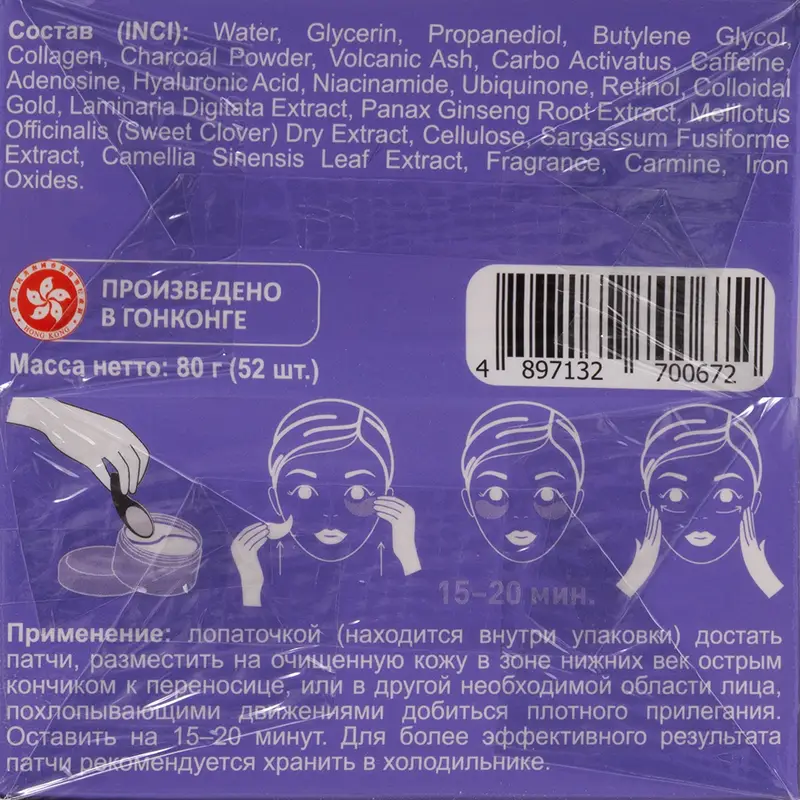 Состав (INCI): Water, Glycerin, Propanediol, Butylene Glycol,
Collagen, Charcoal Powder, Volcanic Ash, Carbo Activatus, Caffeine,
Adenosine, Hyaluronic Acid, Niacinamide, Ubiquinone, Retinol, Colloidal
Gold, Laminaria Digitata Extract, Panax Ginseng Root Extract, Melilotus
Officinalis (Sweet Clover) Dry Extract, Cellulose, Sargassum Fusiforme
Extract, Camellia Sinensis Leaf Extract, Fragrance, Carmine, Iron
Oxides.
HONG KONG
ПРОИЗВЕДЕНО
В ГОНКОНГЕ
Масса нетто: 80 г (52 шт.)
4 897132 700672
15–20 мин.
Применение: лопаточкой (находится внутри упаковки) достать
патчи, разместить на очищенную кожу в зоне нижних век острым
кончиком к переносице, или в другой необходимой области лица,
похлопывающими движениями добиться плотного прилегания.
Оставить на 15–20 минут. Для более эффективного результата
патчи рекомендуется хранить в холодильнике.